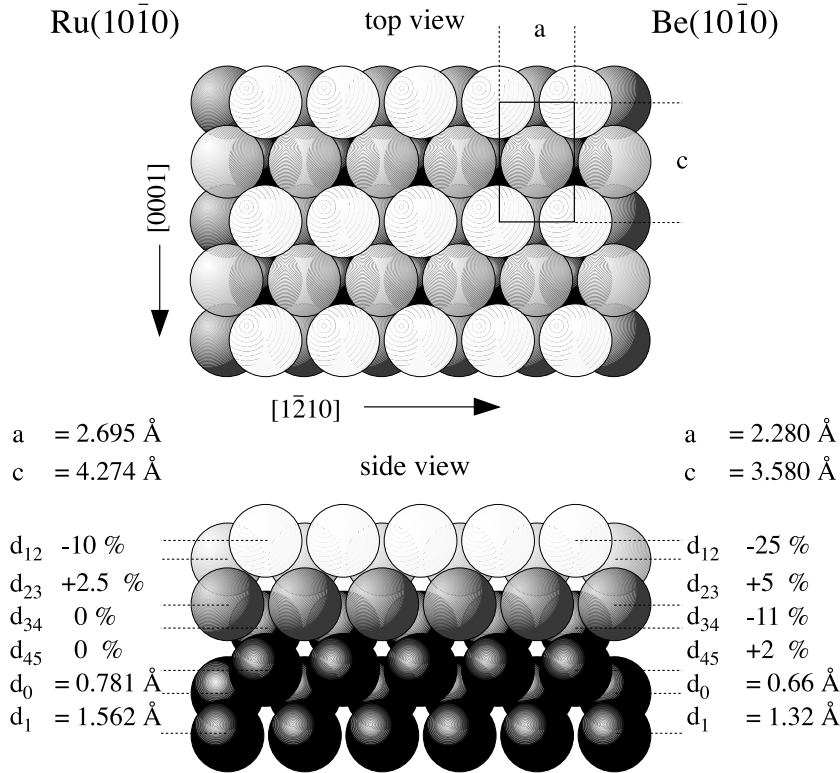 Ru(101̄0) top view a Be(101̄0)
c
[0001]
[12̄10]
a = 2.695 Å a = 2.280 Å
c = 4.274 Å side view c = 3.580 Å
d₁₂ -10 % d₁₂ -25 %
d₂₃ +2.5 % d₂₃ +5 %
d₃₄ 0 % d₃₄ -11 %
d₄₅ 0 % d₄₅ +2 %
d₀ = 0.781 Å d₀ = 0.66 Å
d₁ = 1.562 Å d₁ = 1.32 Å